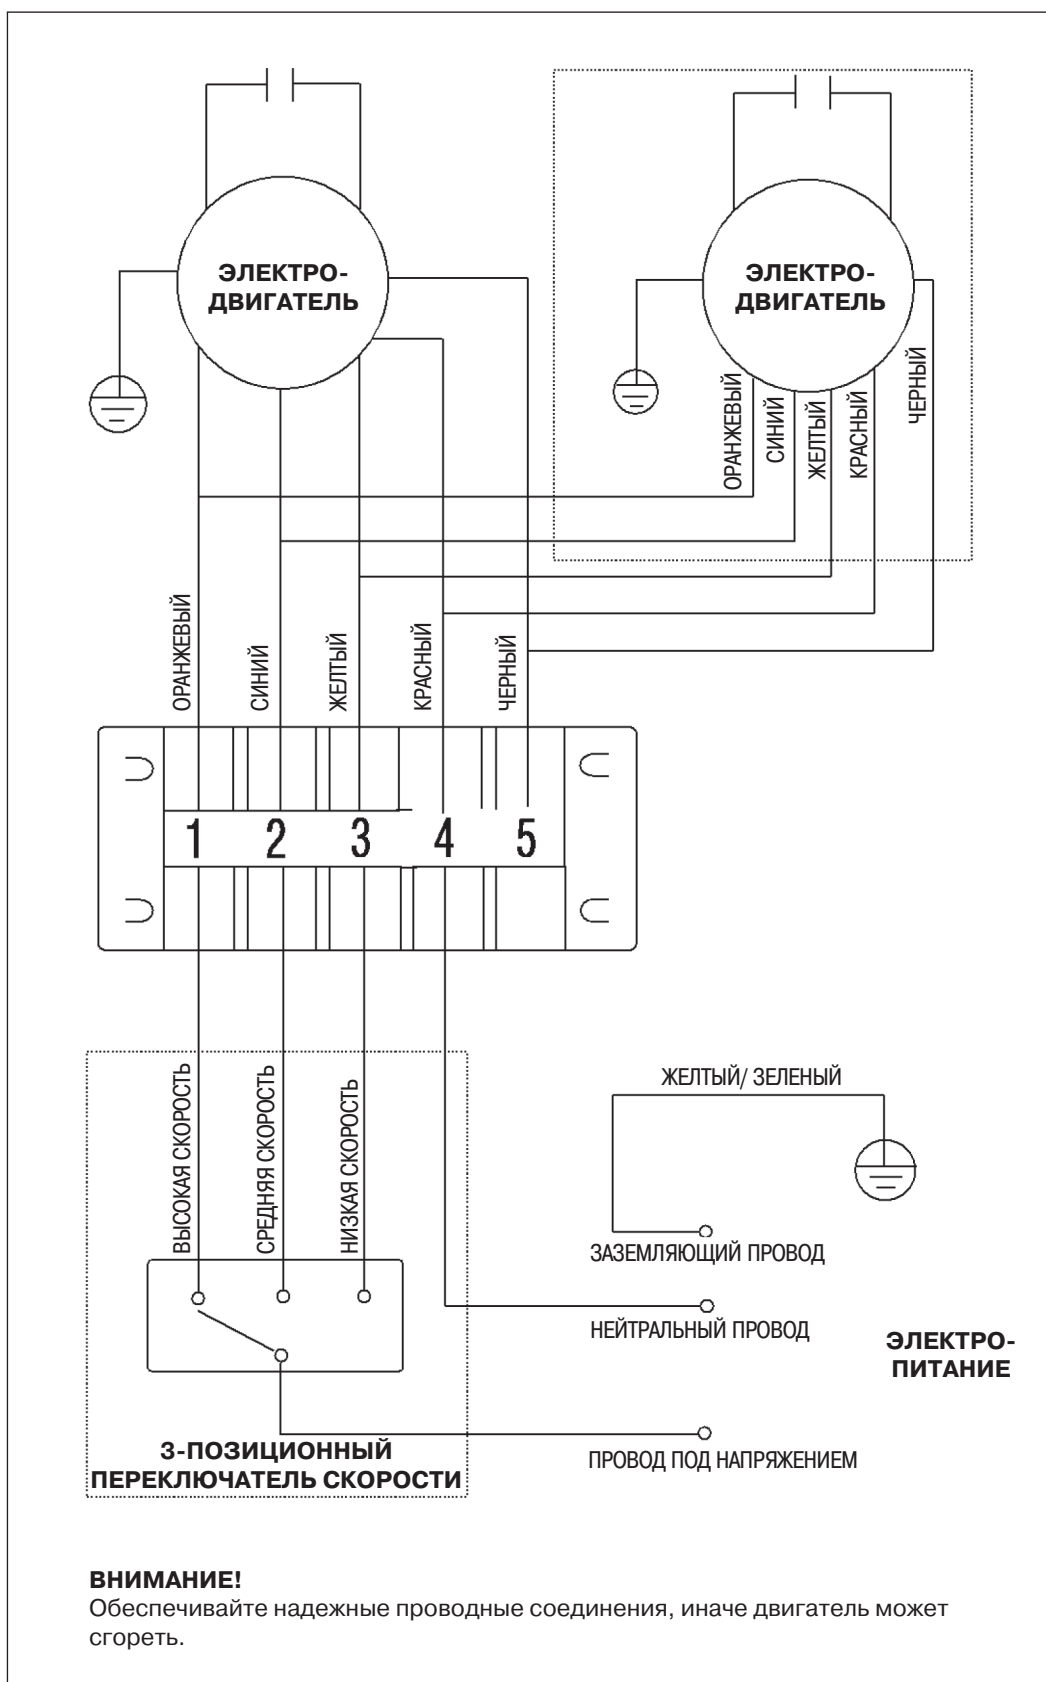 ЭЛЕКТРО-
ДВИГАТЕЛЬ
ЭЛЕКТРО-
ДВИГАТЕЛЬ
ОРАНЖЕВЫЙ
СИНИЙ
ЖЕЛТЫЙ
КРАСНЫЙ
ЧЕРНЫЙ
ОРАНЖЕВЫЙ
СИНИЙ
ЖЕЛТЫЙ
КРАСНЫЙ
ЧЕРНЫЙ
1 2 3 4 5
ВЫСОКАЯ СКОРОСТЬ
СРЕДНЯЯ СКОРОСТЬ
НИЗКАЯ СКОРОСТЬ
ЖЕЛТЫЙ/ ЗЕЛЕНЫЙ
ЗАЗЕМЛЯЮЩИЙ ПРОВОД
НЕЙТРАЛЬНЫЙ ПРОВОД
ЭЛЕКТРО-
ПИТАНИЕ
ПРОВОД ПОД НАПРЯЖЕНИЕМ
3-ПОЗИЦИОННЫЙ
ПЕРЕКЛЮЧАТЕЛЬ СКОРОСТИ
ВНИМАНИЕ!
Обеспечивайте надежные проводные соединения, иначе двигатель может
сгореть.